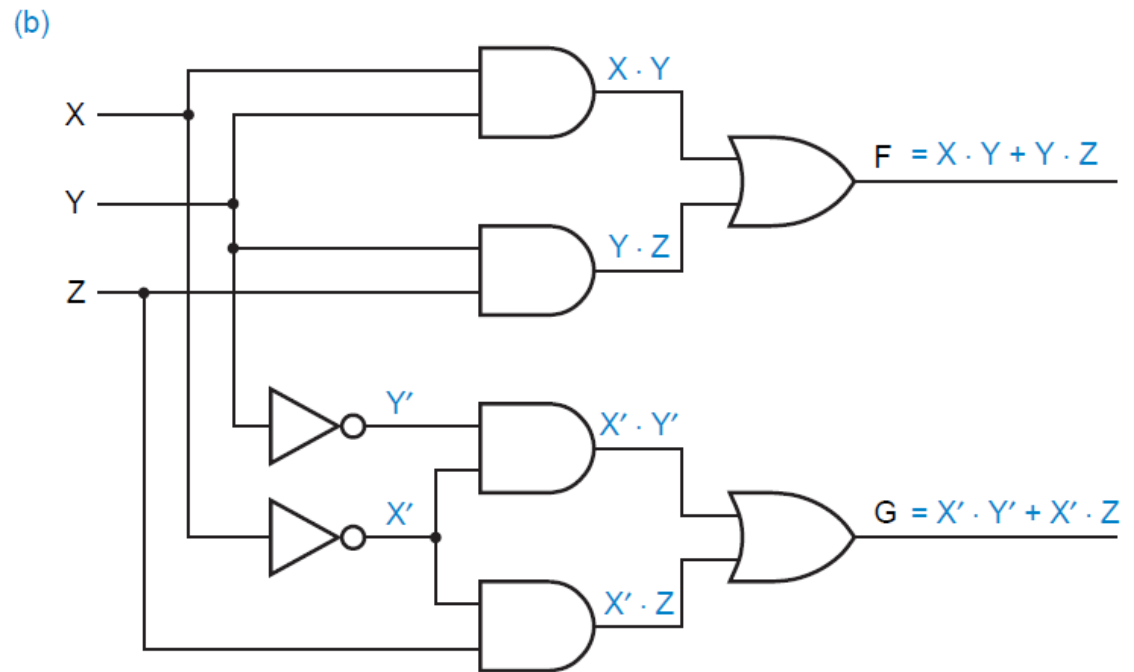 (b)
X · Y
X
F = X · Y + Y · Z
Y
Y · Z
Z
Y′
X′ · Y′
X′
G = X′ · Y′ + X′ · Z
X′ · Z